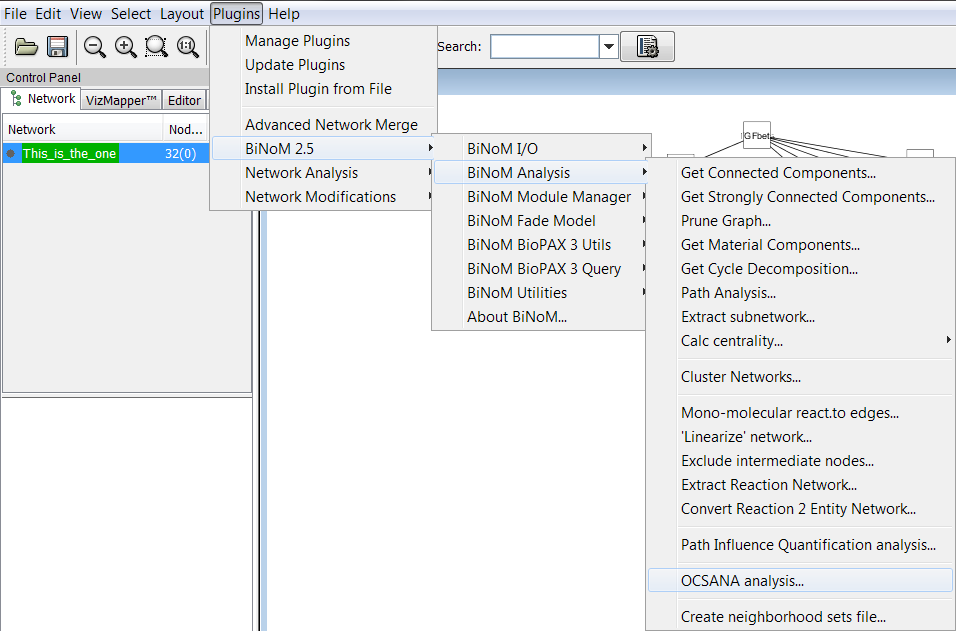 File Edit View Select Layout Plugins Help
Search:
Control Panel
Network VizMapper™ Editor
Network Nod...
This_is_the_one 32(0)
Manage Plugins
Update Plugins
Install Plugin from File
Advanced Network Merge
BiNoM 2.5
Network Analysis
Network Modifications
BiNoM I/O
BiNoM Analysis
BiNoM Module Manager
BiNoM Fade Model
BiNoM BioPAX 3 Utils
BiNoM BioPAX 3 Query
BiNoM Utilities
About BiNoM...
Get Connected Components...
Get Strongly Connected Components...
Prune Graph...
Get Material Components...
Get Cycle Decomposition...
Path Analysis...
Extract subnetwork...
Calc centrality...
Cluster Networks...
Mono-molecular react.to edges...
'Linearize' network...
Exclude intermediate nodes...
Extract Reaction Network...
Convert Reaction 2 Entity Network...
Path Influence Quantification analysis...
OCSANA analysis...
Create neighborhood sets file...